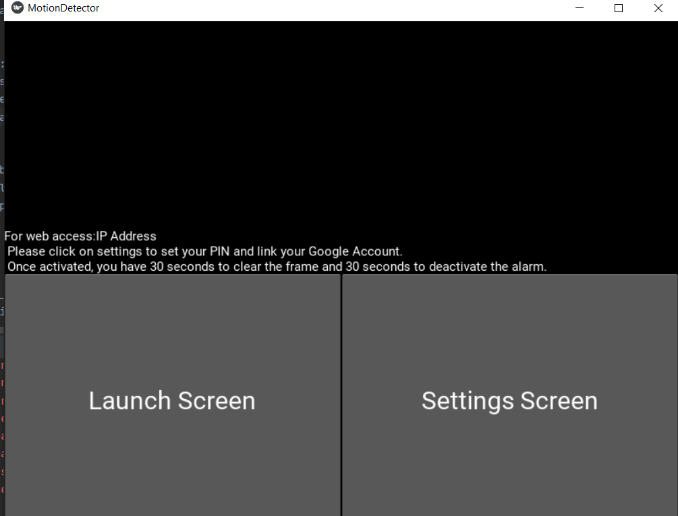 MotionDetector
For web access:IP Address
Please click on settings to set your PIN and link your Google Account.
Once activated, you have 30 seconds to clear the frame and 30 seconds to deactivate the alarm.
Launch Screen
Settings Screen